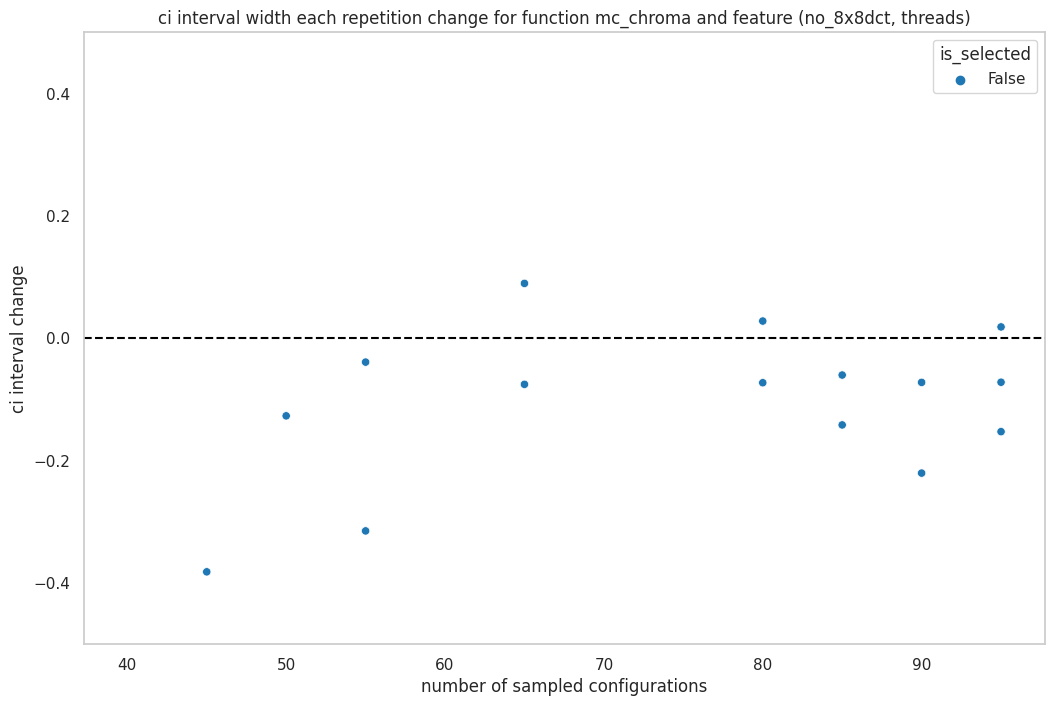 ci interval width each repetition change for function mc_chroma and feature (no_8x8dct, threads)
is_selected
False
ci interval change
0.4
0.2
0.0
−0.2
−0.4
40 50 60 70 80 90
number of sampled configurations